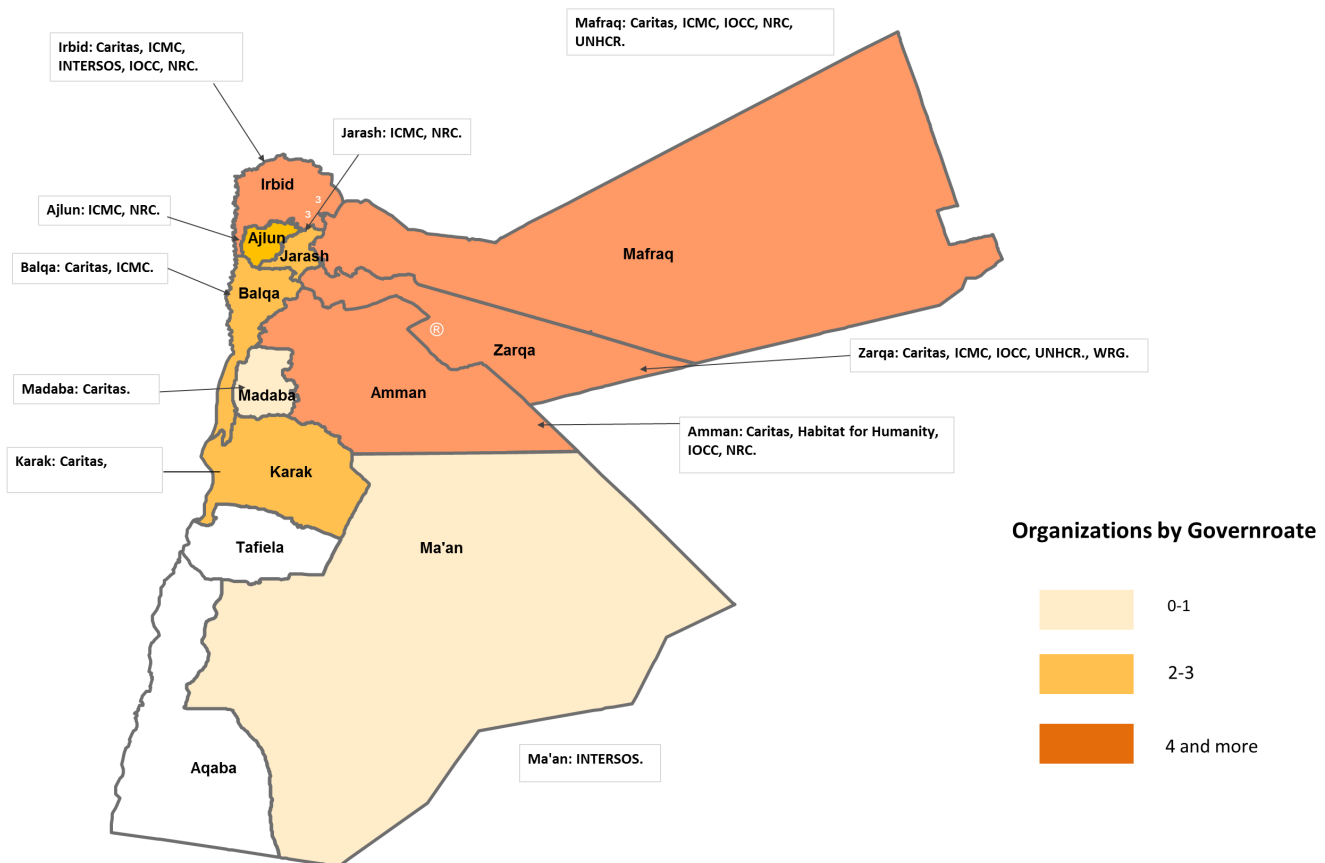 Mafraq: Caritas, ICMC, IOCC, NRC,
UNHCR.
Irbid: Caritas, ICMC,
INTERSOS, IOCC, NRC.
Jarash: ICMC, NRC.
Irbid
3
3
Ajlun: ICMC, NRC.
Ajlun
Jarash
Mafraq
Balqa: Caritas, ICMC.
Balqa
®
Zarqa
Zarqa: Caritas, ICMC, IOCC, UNHCR., WRG.
Madaba: Caritas.
Madaba
Amman
Amman: Caritas, Habitat for Humanity,
IOCC, NRC.
Karak: Caritas,
Karak
Organizations by Governroate
Tafiela
Ma'an
0-1
2-3
4 and more
Ma'an: INTERSOS.
Aqaba